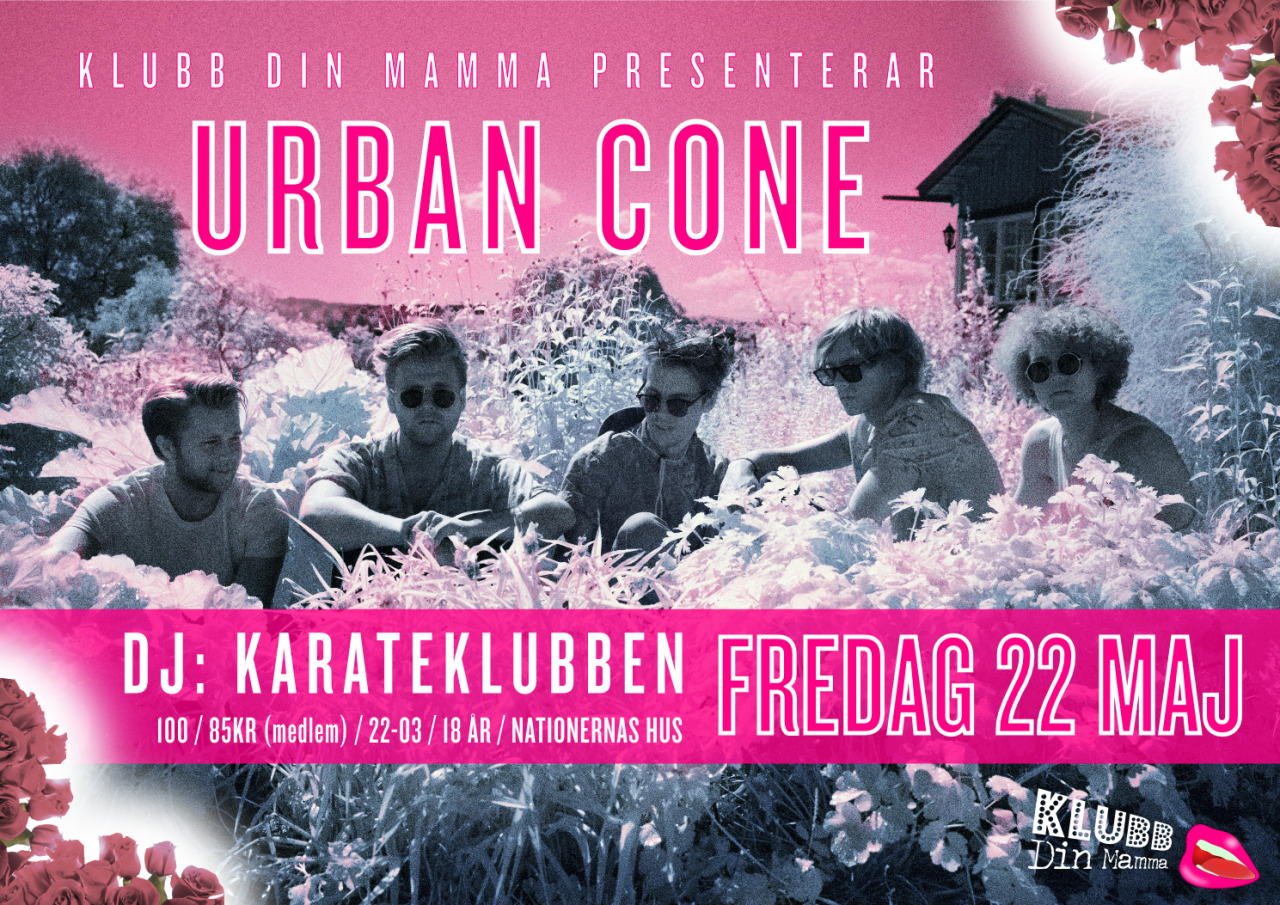 KLUBB DIN MAMMA PRESENTERAR
URBAN CONE
DJ: KARATEKLUBBEN
100 / 85KR (medlem) / 22-03 / 18 ÅR / NATIONERNAS HUS
FREDAG 22 MAJ
KLUBB
Din Mamma